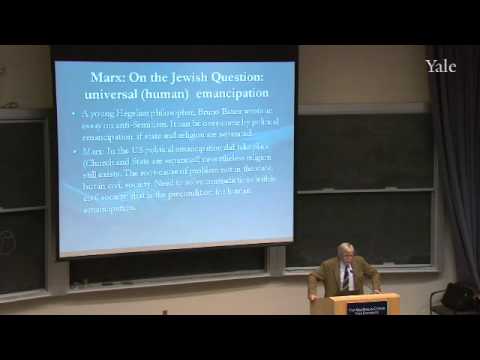 Yale
Marx: On the Jewish Question:
universal (human) emancipation
• A young Hegelian philosopher, Bruno Bauer wrote an
essay on anti-Semitism. It can be overcome by political
emancipation if state and religion are separated.
• Marx: In the US political emancipation did take place
(Church and State are separated) nevertheless religion
still exists. The root cause of problem not in the state,
but in civil society. Need to solve contradictions within
civil society that is the precondition for human
emancipation.